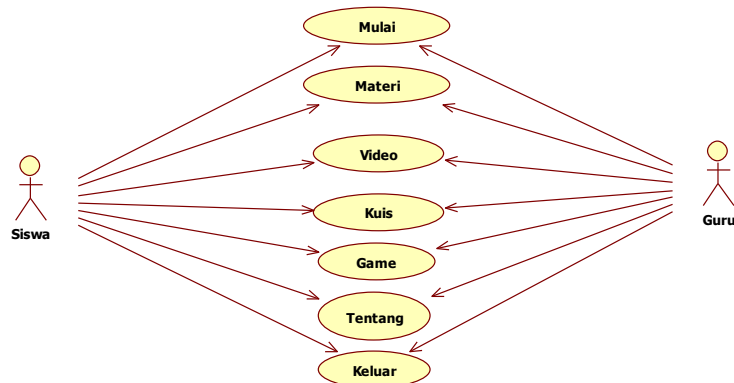 Mulai
Materi
Video
Kuis
Game
Tentang
Keluar
Siswa
Guru